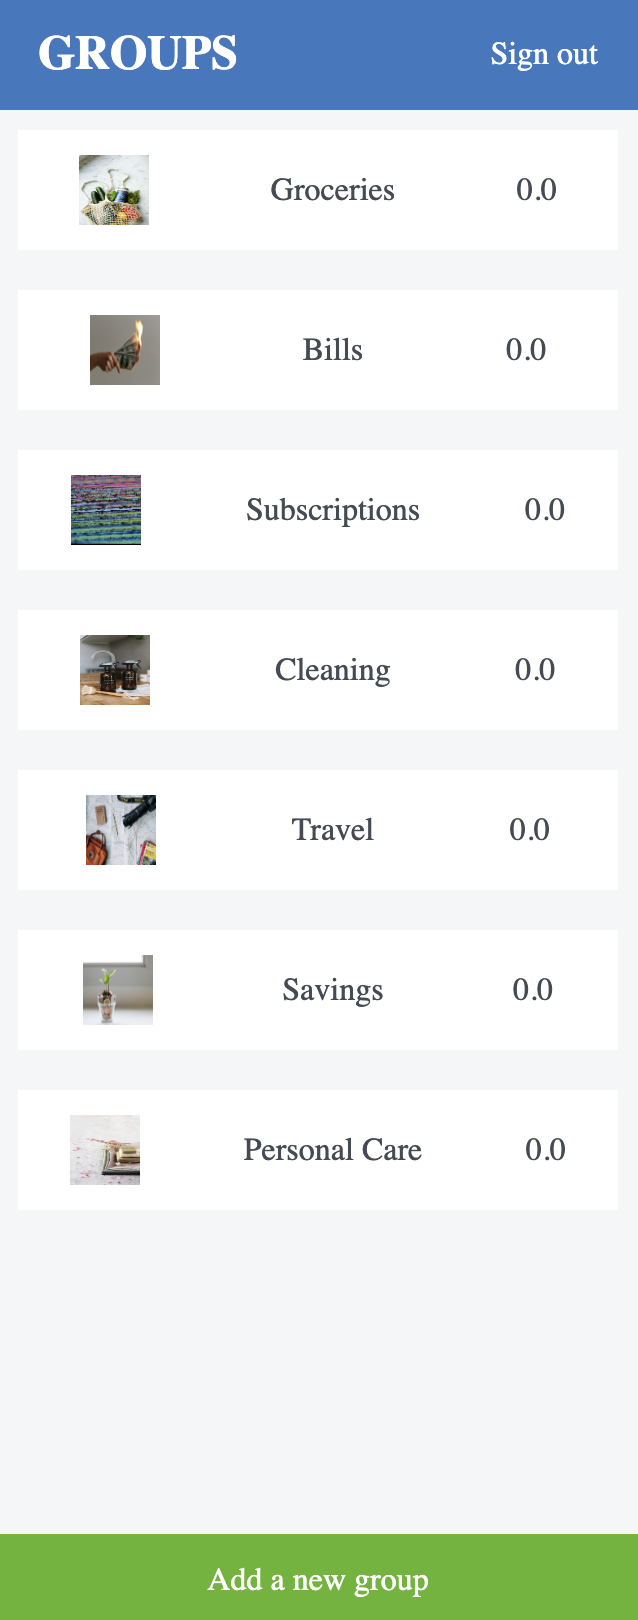 GROUPS Sign out
Groceries 0.0
Bills 0.0
Subscriptions 0.0
Cleaning 0.0
Travel 0.0
Savings 0.0
Personal Care 0.0
Add a new group